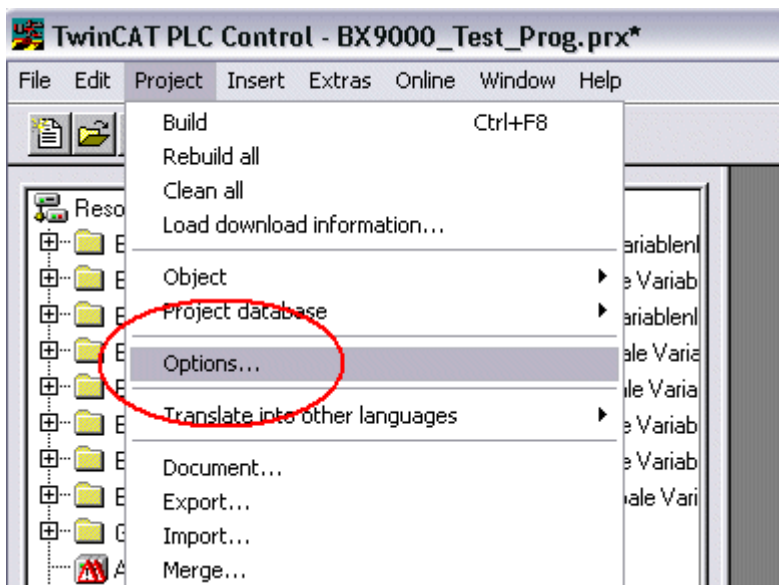 TwinCAT PLC Control - BX9000_Test_Prog.prx*
File Edit Project Insert Extras Online Window Help
Build Ctrl+F8
Rebuild all
Clean all
Load download information...
Object
Project database
Options...
Translate into other languages
Document...
Export...
Import...
Merge...